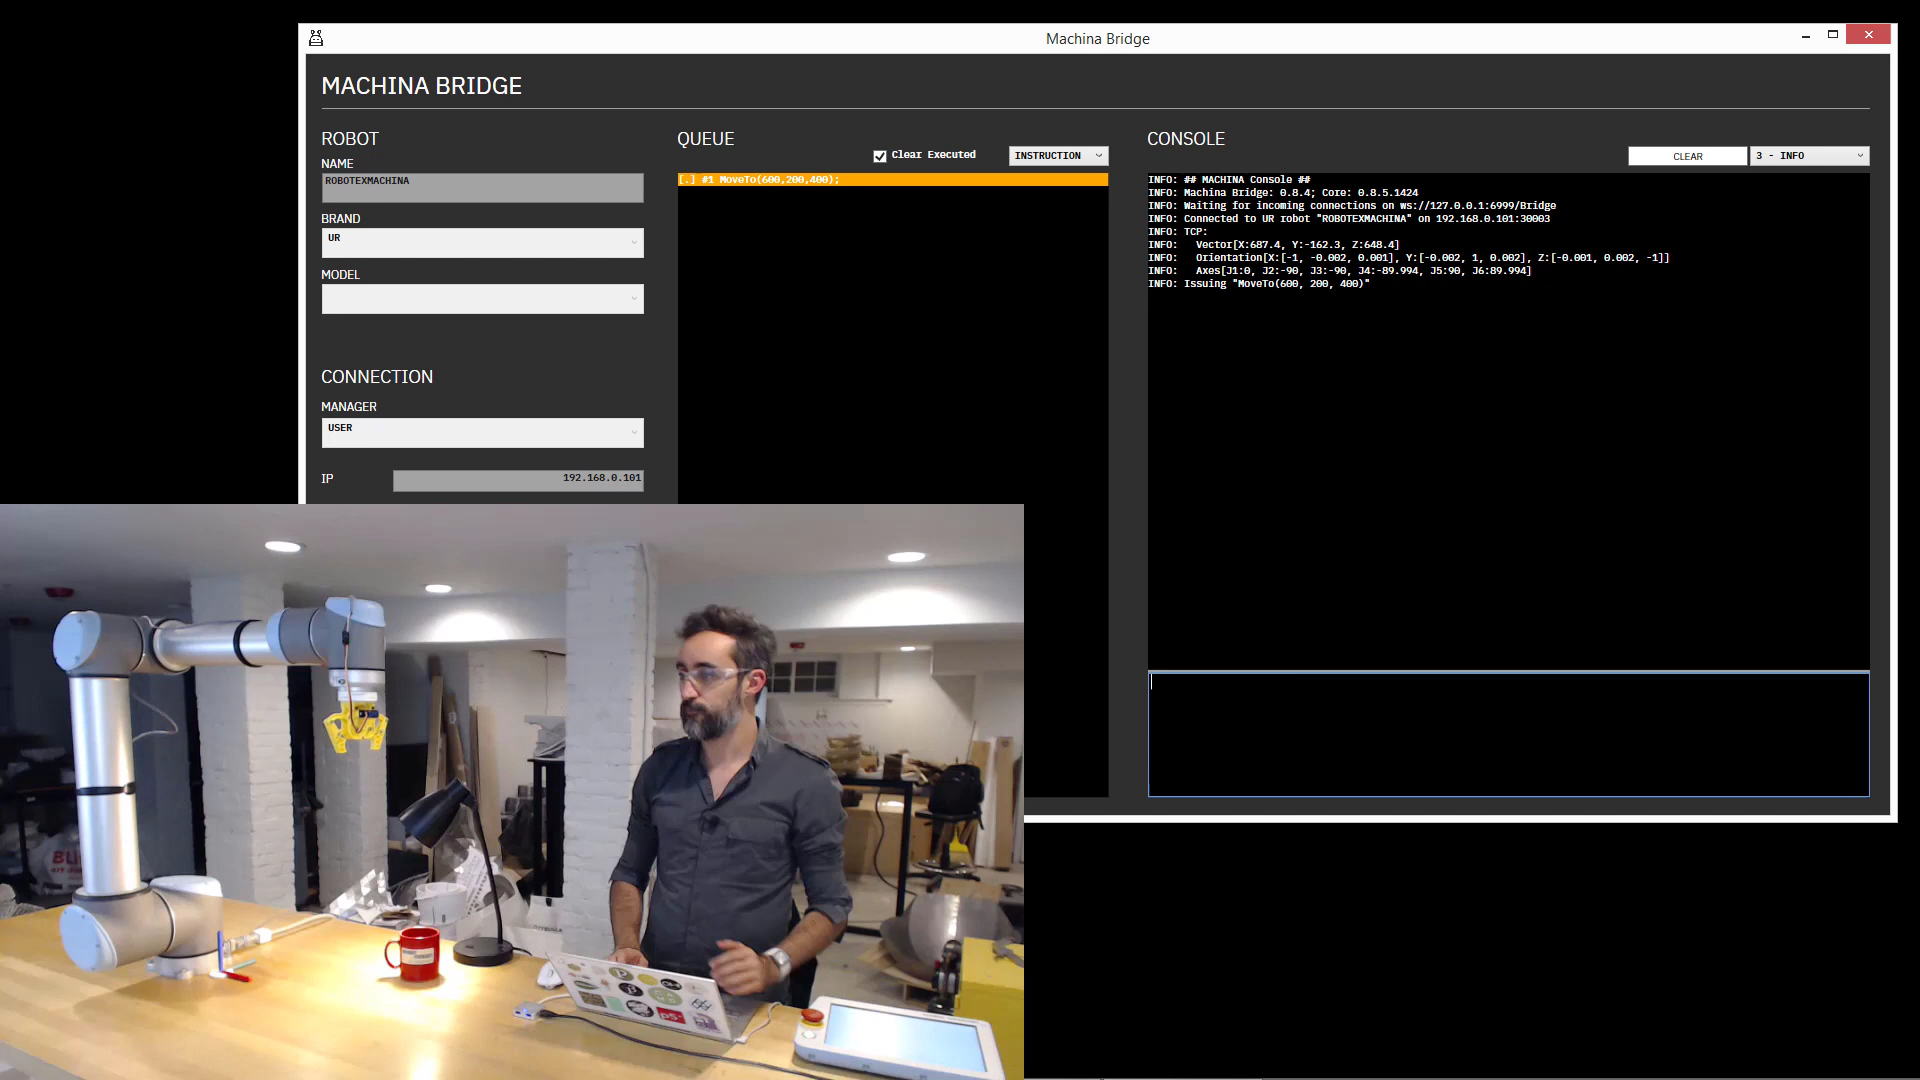 Machina Bridge
MACHINA BRIDGE
ROBOT
NAME
ROBOTEXMACHINA
BRAND
UR
MODEL
CONNECTION
MANAGER
USER
IP
192.168.0.101
QUEUE
Clear Executed
INSTRUCTION
[.] #1 MoveTo(600,200,400);
CONSOLE
CLEAR
3 - INFO
INFO: ## MACHINA Console ##
INFO: Machina Bridge: 0.8.4; Core: 0.8.5.1424
INFO: Waiting for incoming connections on ws://127.0.0.1:6999/Bridge
INFO: Connected to UR robot "ROBOTEXMACHINA" on 192.168.0.101:30003
INFO: TCP:
INFO:   Vector[X:687.4, Y:-162.3, Z:648.4]
INFO:   Orientation[X:[-1, -0.002, 0.001], Y:[-0.002, 1, 0.002], Z:[-0.001, 0.002, -1]]
INFO:   Axes[J1:0, J2:-90, J3:-90, J4:-89.994, J5:90, J6:89.994]
INFO: Issuing "MoveTo(600, 200, 400)"